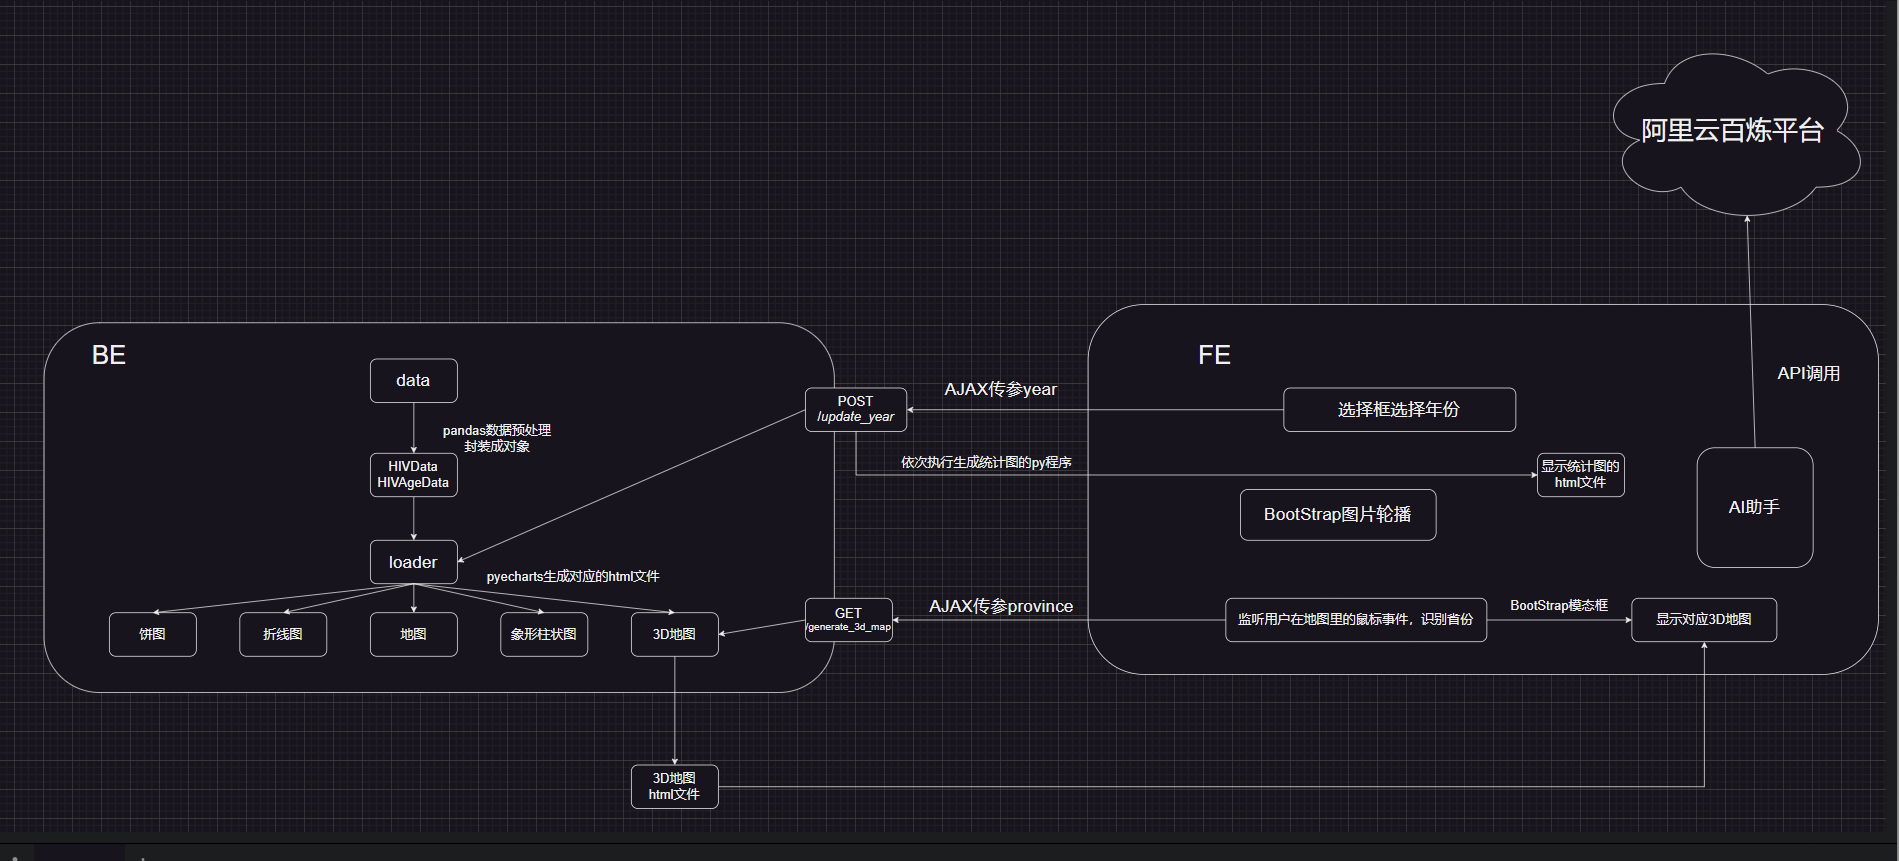 阿里云百炼平台
BE
data
pandas数据预处理
封装成对象
HIVData
HIVAgeData
loader
pyecharts生成对应的html文件
饼图
折线图
地图
象形柱状图
3D地图
3D地图
html文件
POST
/update_year
AJAX传参year
依次执行生成统计图的py程序
GET
/generate_3d_map
AJAX传参province
FE
API调用
选择框选择年份
显示统计图的
html文件
BootStrap图片轮播
AI助手
监听用户在地图里的鼠标事件，识别省份
BootStrap模态框
显示对应3D地图